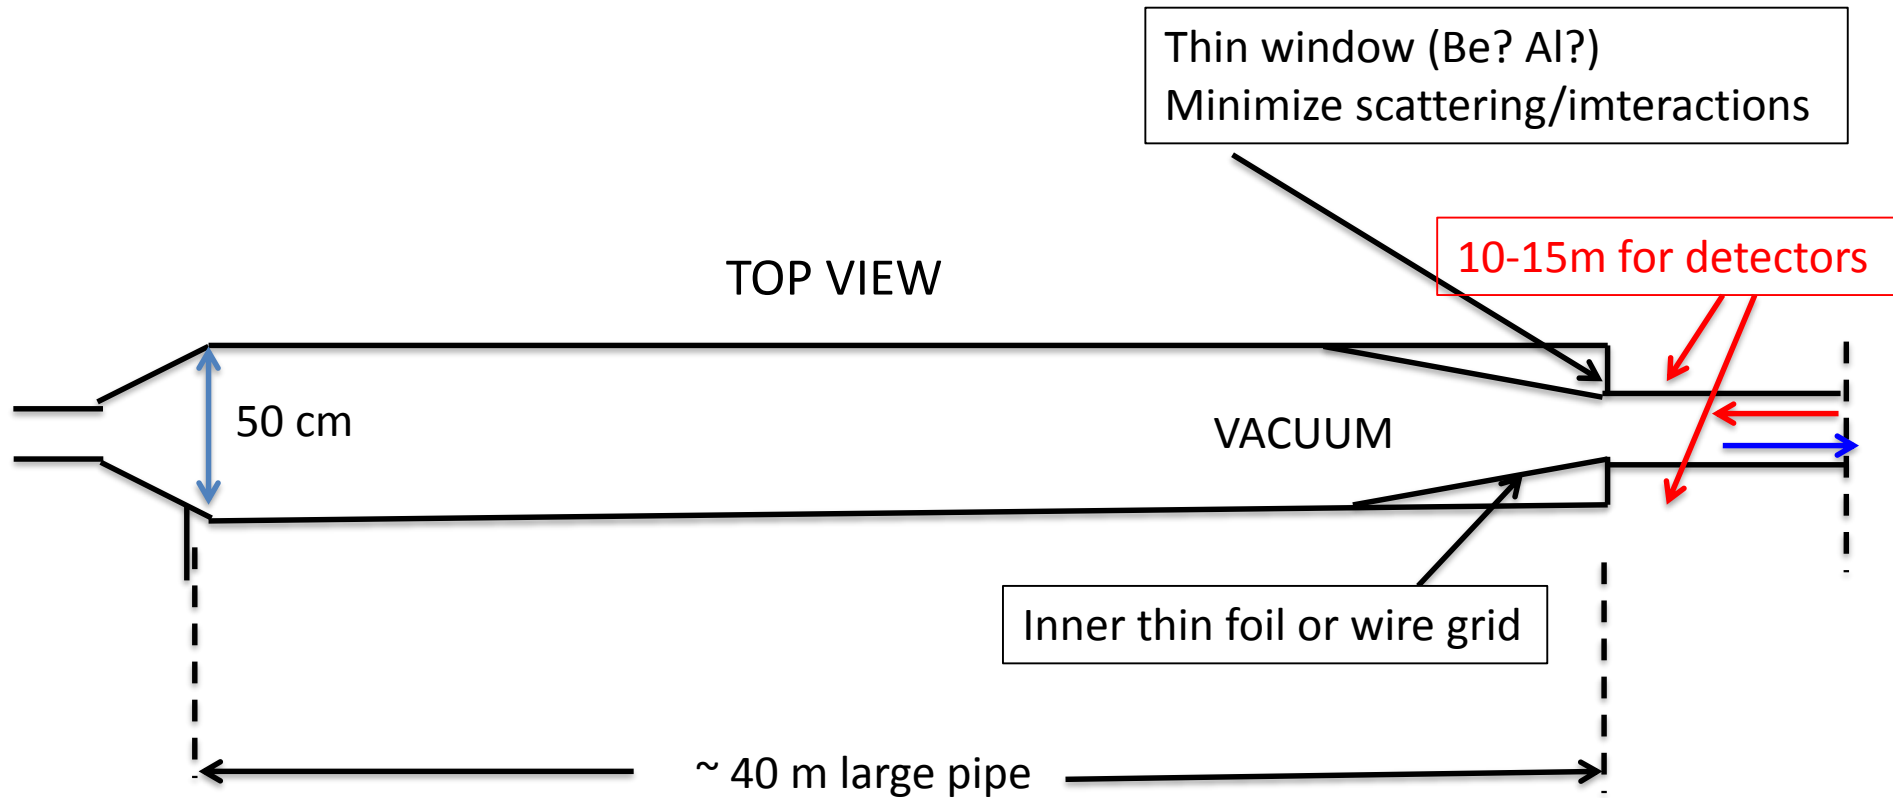 Thin window (Be? Al?)
Minimize scattering/imteractions
10-15m for detectors
TOP VIEW
50 cm
VACUUM
Inner thin foil or wire grid
~ 40 m large pipe